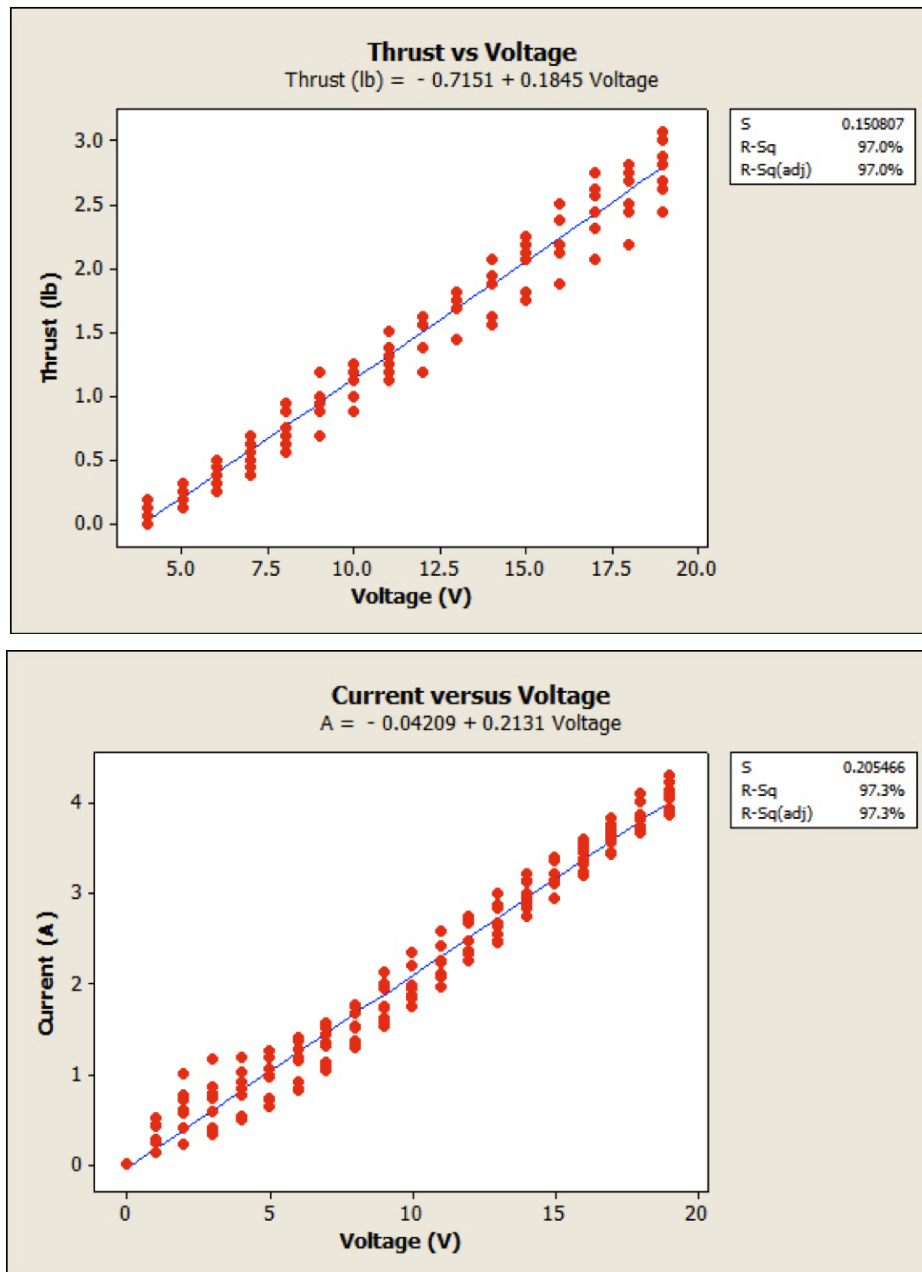 Thrust vs Voltage
Thrust (lb) = - 0.7151 + 0.1845 Voltage
S 0.150807
R-Sq 97.0%
R-Sq(adj) 97.0%
Thrust (lb)
3.0
2.5
2.0
1.5
1.0
0.5
0.0
5.0 7.5 10.0 12.5 15.0 17.5 20.0
Voltage (V)
Current versus Voltage
A = - 0.04209 + 0.2131 Voltage
S 0.205466
R-Sq 97.3%
R-Sq(adj) 97.3%
Current (A)
4
3
2
1
0
0 5 10 15 20
Voltage (V)